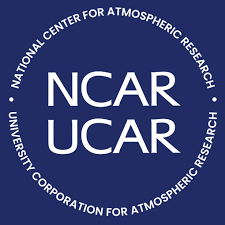 NATIONAL CENTER FOR ATMOSPHERIC RESEARCH
NCAR
UCAR
UNIVERSITY CORPORATION FOR ATMOSPHERIC RESEARCH